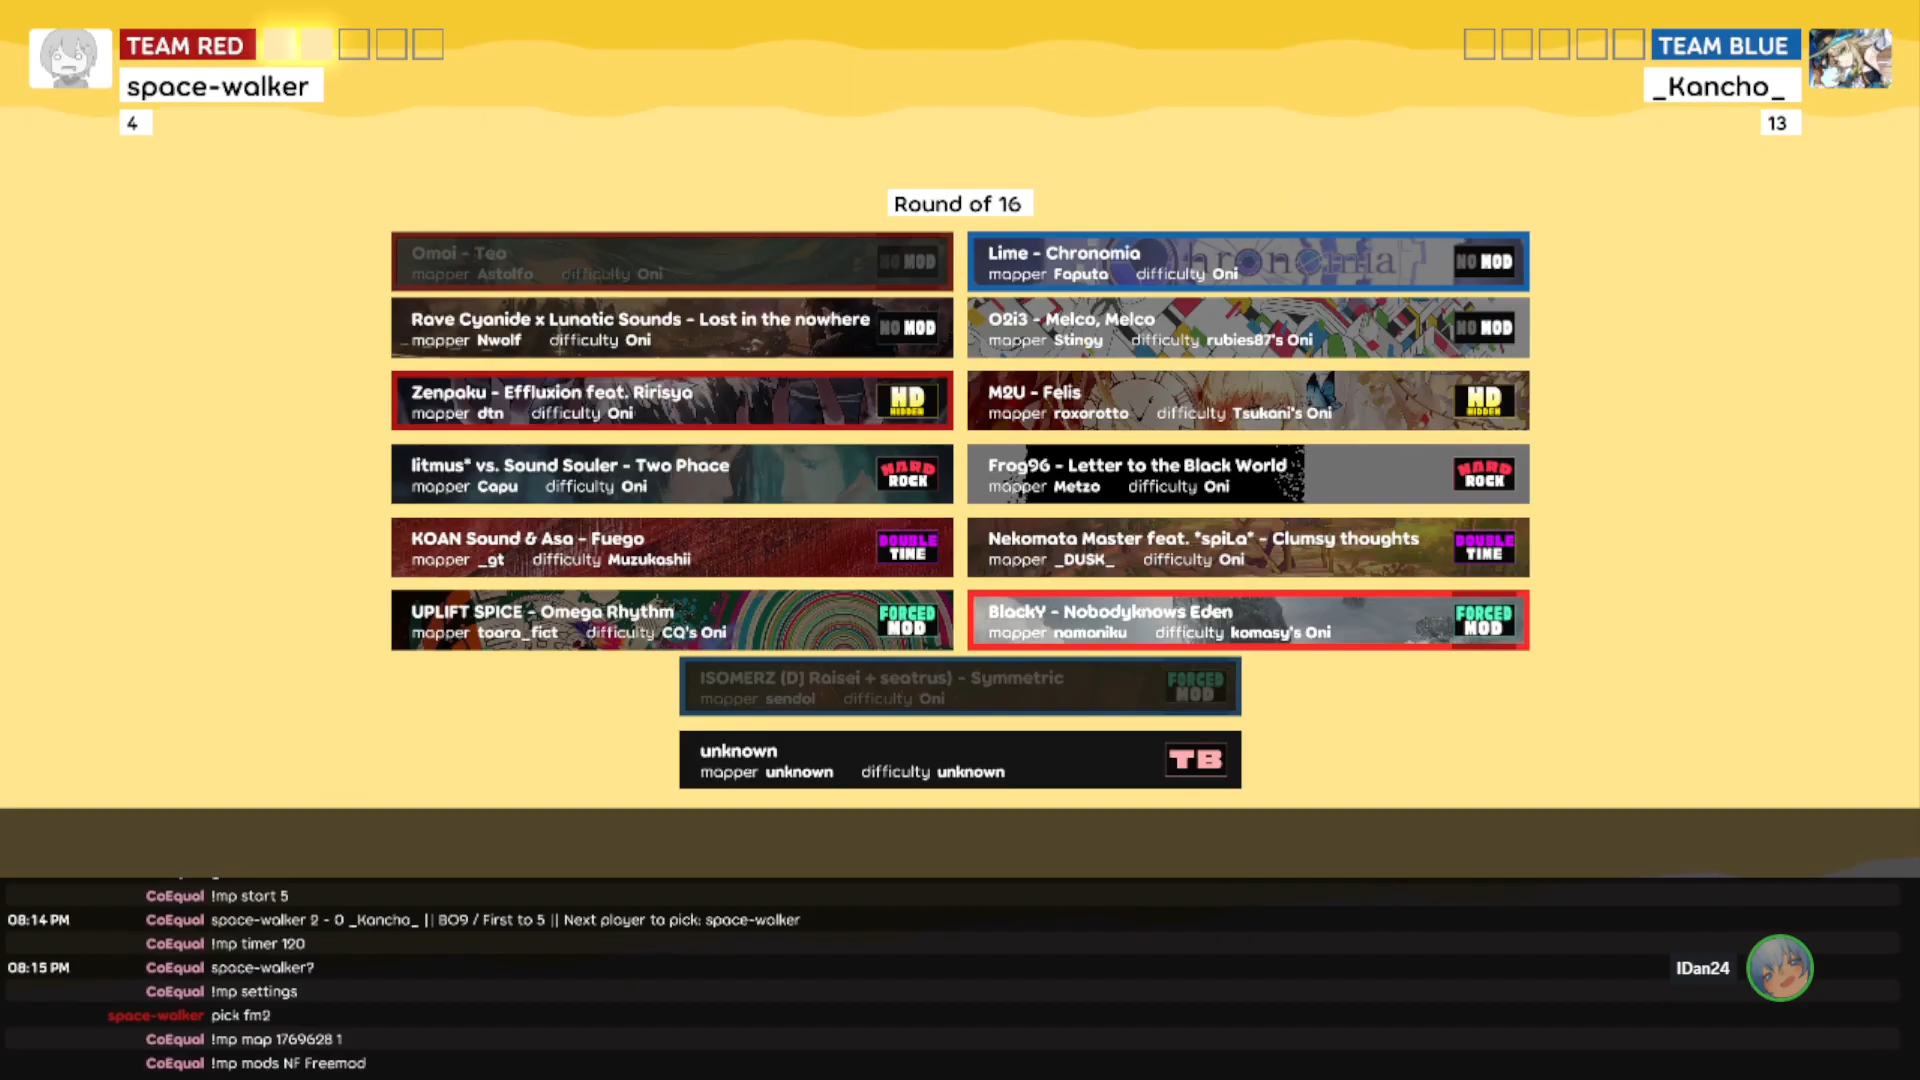 TEAM RED
space-walker
4
TEAM BLUE
_Kancho_
13
Round of 16
Omoi - Teo
mapper Astolfo difficulty Oni
NO MOD
Lime - Chronomia
mapper Faputa difficulty Oni
Chronomia
NO MOD
Rave Cyanide x Lunatic Sounds - Lost in the nowhere
mapper Nwolf difficulty Oni
NO MOD
O2i3 - Melco, Melco
mapper Stingy difficulty rubies87's Oni
NO MOD
Zenpaku - Effluxion feat. Ririsya
mapper dtn difficulty Oni
HD
HIDDEN
M2U - Felis
mapper roxorotto difficulty Tsukani's Oni
HD
HIDDEN
litmus* vs. Sound Souler - Two Phace
mapper Capu difficulty Oni
HARD
ROCK
Frog96 - Letter to the Black World
mapper Metzo difficulty Oni
HARD
ROCK
KOAN Sound & Asa - Fuego
mapper _gt difficulty Muzukashii
DOUBLE
TIME
Nekomata Master feat. *spiLa* - Clumsy thoughts
mapper _DUSK_ difficulty Oni
DOUBLE
TIME
UPLIFT SPICE - Omega Rhythm
mapper taara_fict difficulty CQ's Oni
FORCED
MOD
BlackY - Nobodyknows Eden
mapper namaniku difficulty komasy's Oni
FORCED
MOD
ISOMERZ (DJ Raisei + seatrus) - Symmetric
mapper sendol difficulty Oni
FORCED
MOD
unknown
mapper unknown difficulty unknown
TB
CoEqual !mp start 5
08:14 PM CoEqual space-walker 2 - 0 _Kancho_ || BO9 / First to 5 || Next player to pick: space-walker
CoEqual !mp timer 120
08:15 PM CoEqual space-walker?
CoEqual !mp settings
space-walker pick fm2
CoEqual !mp map 1769628 1
CoEqual !mp mods NF Freemod
IDan24